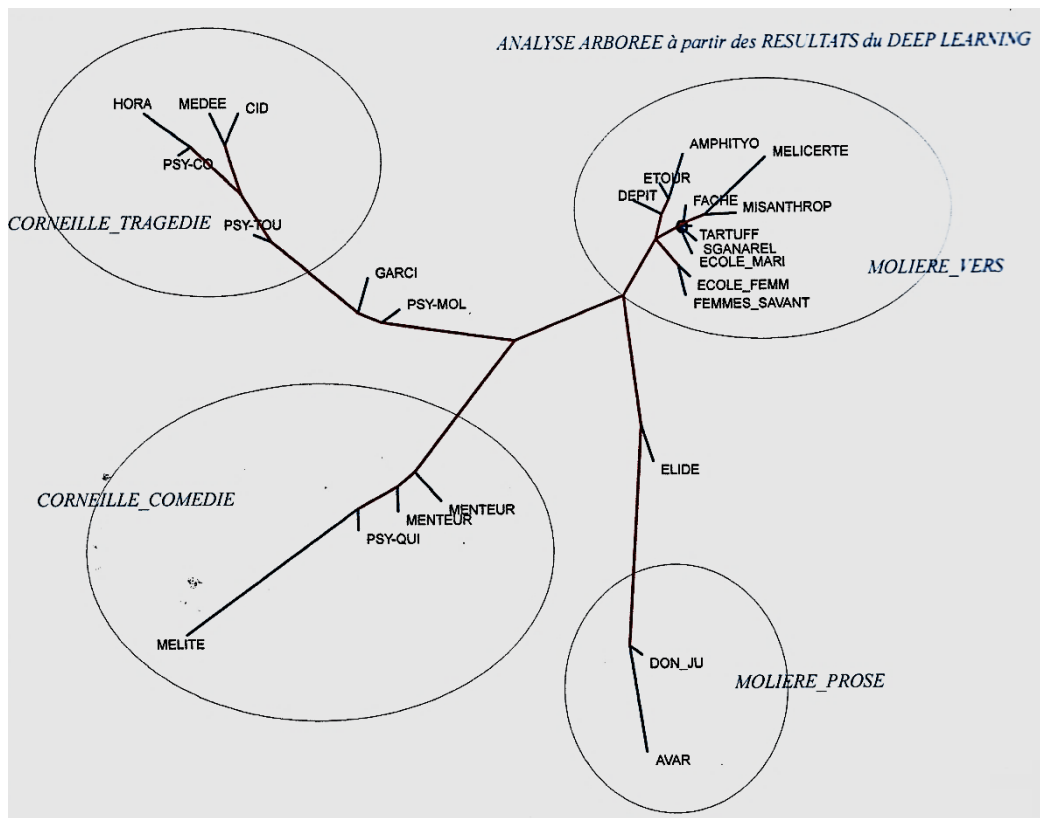 ANALYSE ARBOREE à partir des RESULTATS du DEEP LEARNING
HORA
MEDEE
CID
PSY-CO
CORNEILLE_TRAGEDIE
PSY-TOU
GARCI
PSY-MOL
AMPHITYO
MELICERTE
ETOUR
DEPIT
FACHE
MISANTHROP
TARTUFF
SGANAREL
ECOLE_MARI
MOLIERE_VERS
ECOLE_FEMM
FEMMES_SAVANT
ELIDE
CORNEILLE_COMEDIE
MENTEUR
MENTEUR
PSY-QUI
MELITE
DON_JU
MOLIERE_PROSE
AVAR